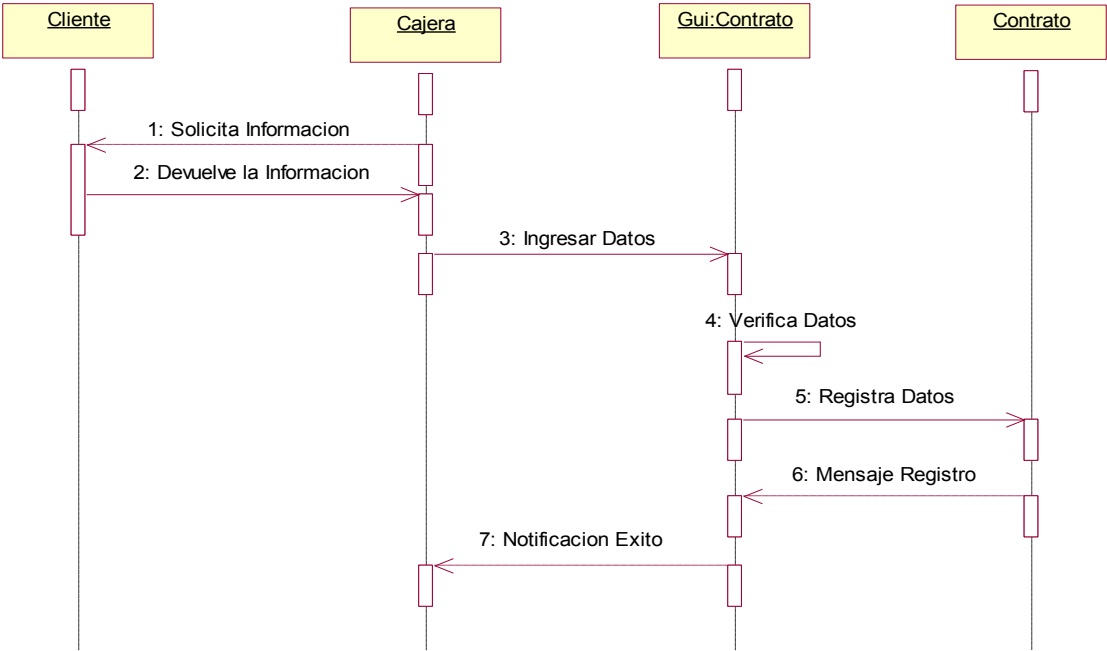 Cliente
Cajera
Gui:Contrato
Contrato
1: Solicita Informacion
2: Devuelve la Informacion
3: Ingresar Datos
4: Verifica Datos
5: Registra Datos
6: Mensaje Registro
7: Notificacion Exito